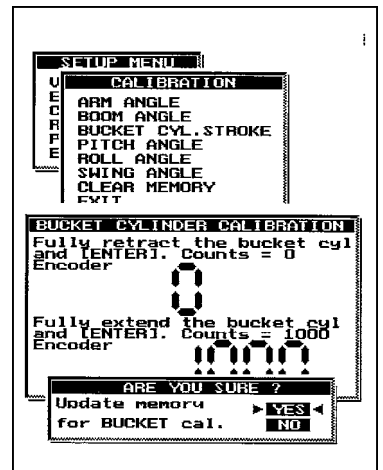 SETUP MENU
CALIBRATION
ARM ANGLE
BOOM ANGLE
BUCKET CYL.STROKE
PITCH ANGLE
ROLL ANGLE
SWING ANGLE
CLEAR MEMORY
EXIT
BUCKET CYLINDER CALIBRATION
Fully retract the bucket cyl
and [ENTER]. Counts = 0
Encoder
0
Fully extend the bucket cyl
and [ENTER]. Counts = 1000
Encoder
1000
ARE YOU SURE ?
Update memory
for BUCKET cal.
► YES ◄
NO